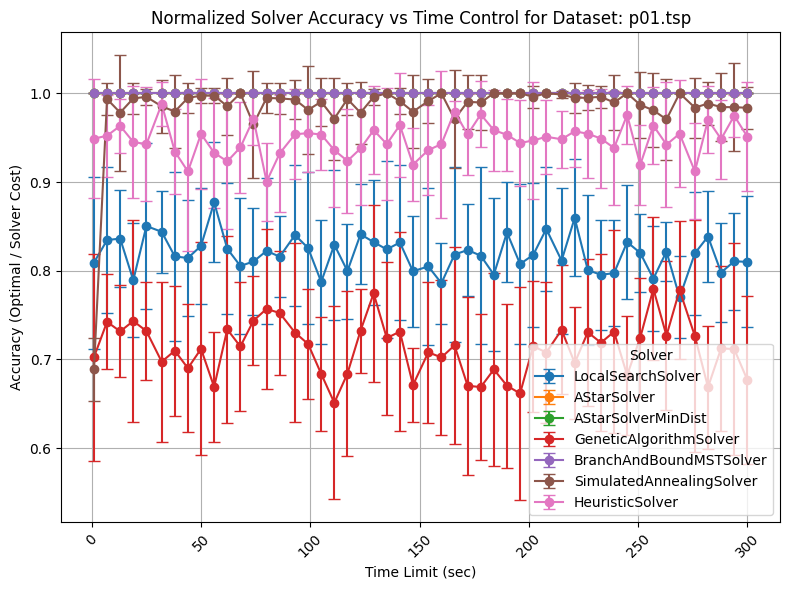 Normalized Solver Accuracy vs Time Control for Dataset: p01.tsp
Accuracy (Optimal / Solver Cost)
1.0
0.9
0.8
0.7
0.6
Solver
LocalSearchSolver
AStarSolver
AStarSolverMinDist
GeneticAlgorithmSolver
BranchAndBoundMSTSolver
SimulatedAnnealingSolver
HeuristicSolver
0
50
100
150
200
250
300
Time Limit (sec)